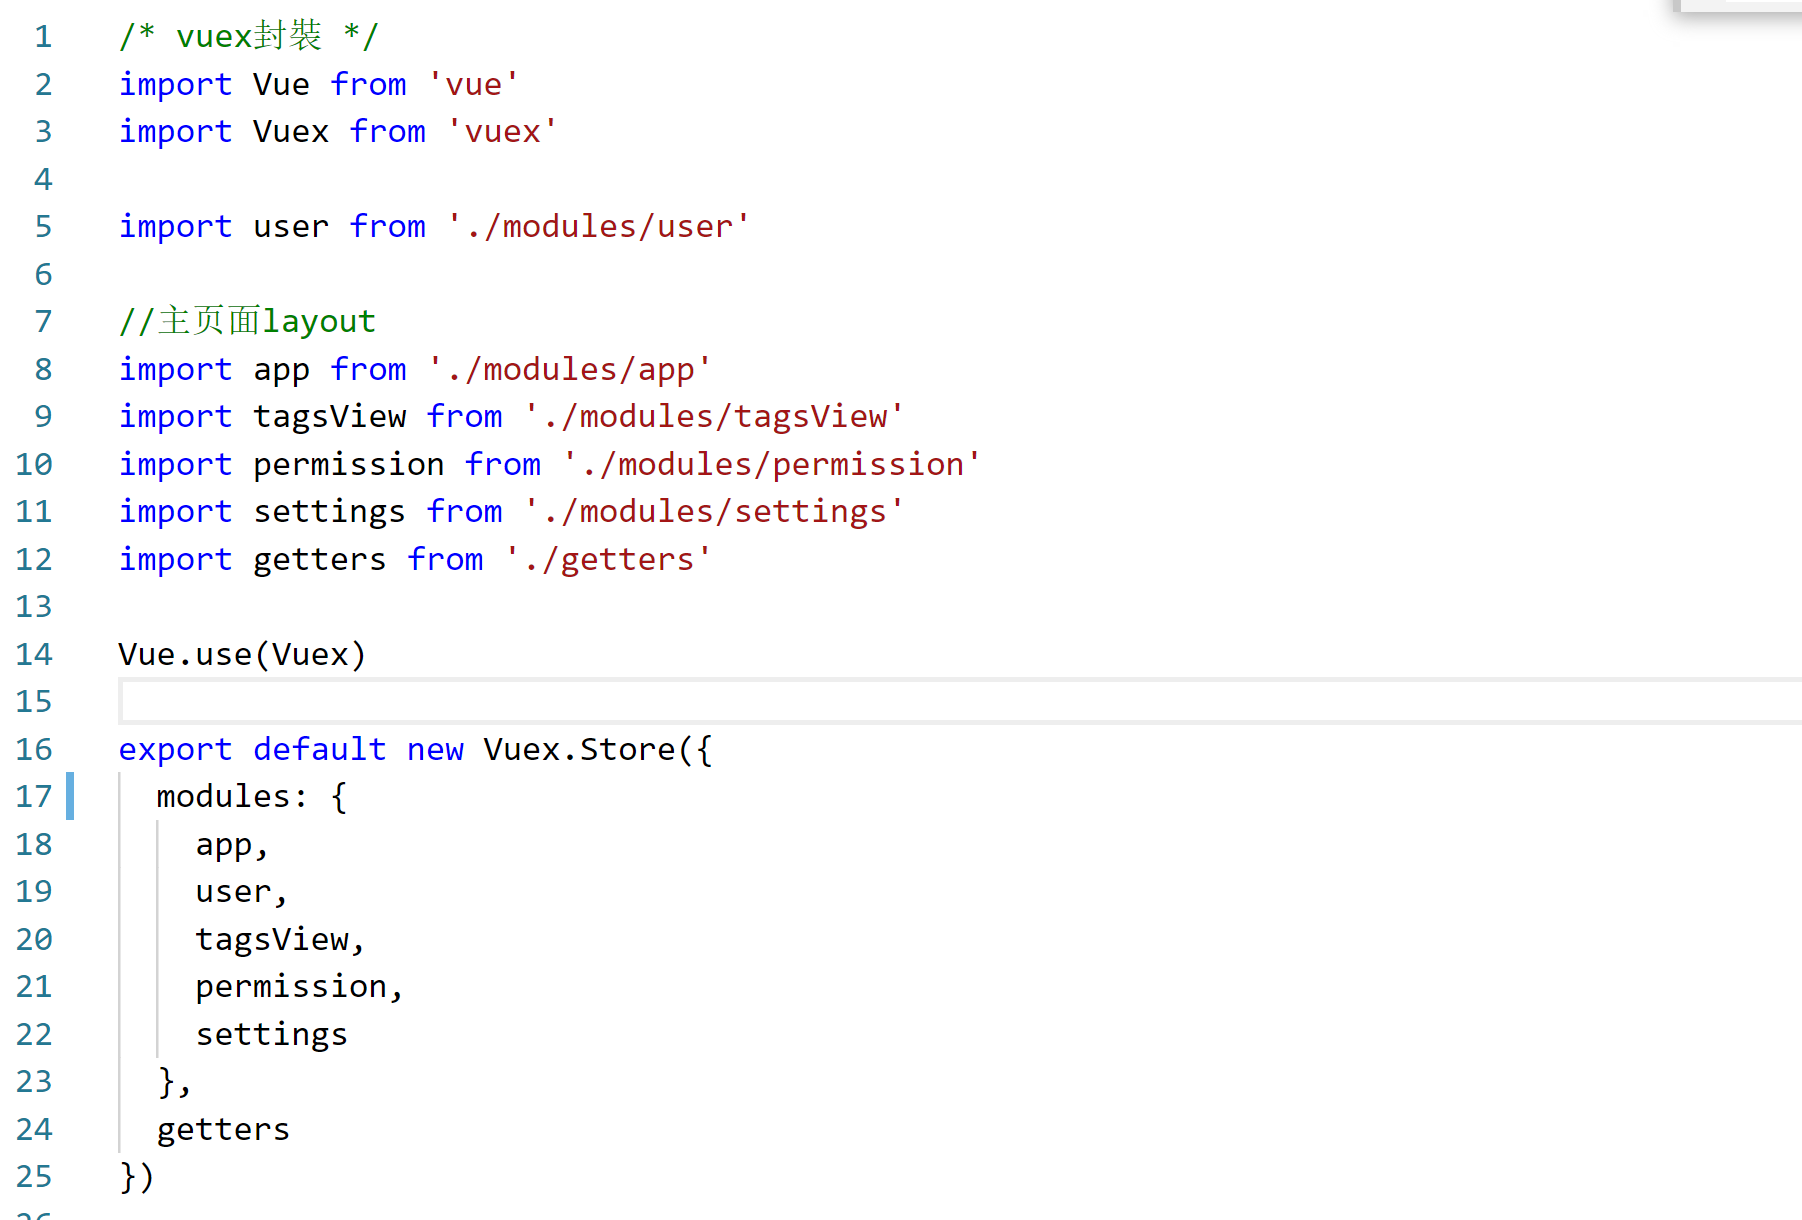 1 /* vuex封裝 */
2 import Vue from 'vue'
3 import Vuex from 'vuex'
4
5 import user from './modules/user'
6
7 //主页面layout
8 import app from './modules/app'
9 import tagsView from './modules/tagsView'
10 import permission from './modules/permission'
11 import settings from './modules/settings'
12 import getters from './getters'
13
14 Vue.use(Vuex)
15
16 export default new Vuex.Store({
17   modules: {
18     app,
19     user,
20     tagsView,
21     permission,
22     settings
23   },
24   getters
25 })